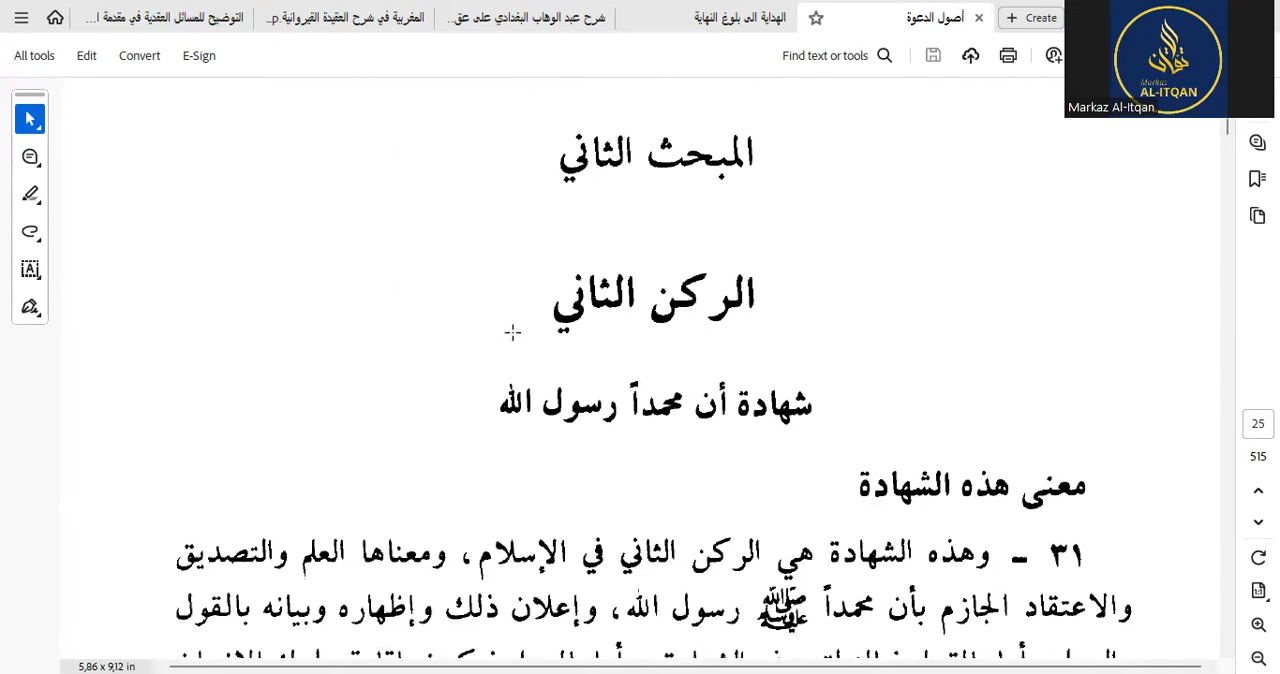 التوضيح للمسائل العقدية في مقدمة ا...
المغربية في شرح العقيدة القيروانية.p...
شرح عبد الوهاب البغدادي على عق...
الهداية الى بلوغ النهاية
أصول الدعوة
+ Create
All tools
Edit
Convert
E-Sign
Find text or tools
Markaz
AL-ITQAN
Markaz Al-Itqan
المبحث الثاني
الركن الثاني
شهادة أن محمداً رسول الله
معنى هذه الشهادة
٣١ ــ وهذه الشهادة هي الركن الثاني في الإسلام، ومعناها العلم والتصديق
والاعتقاد الجازم بأن محمداً ﷺ رسول الله، وإعلان ذلك وإظهاره وبيانه بالقول
25
515
5,86 x 9,12 in